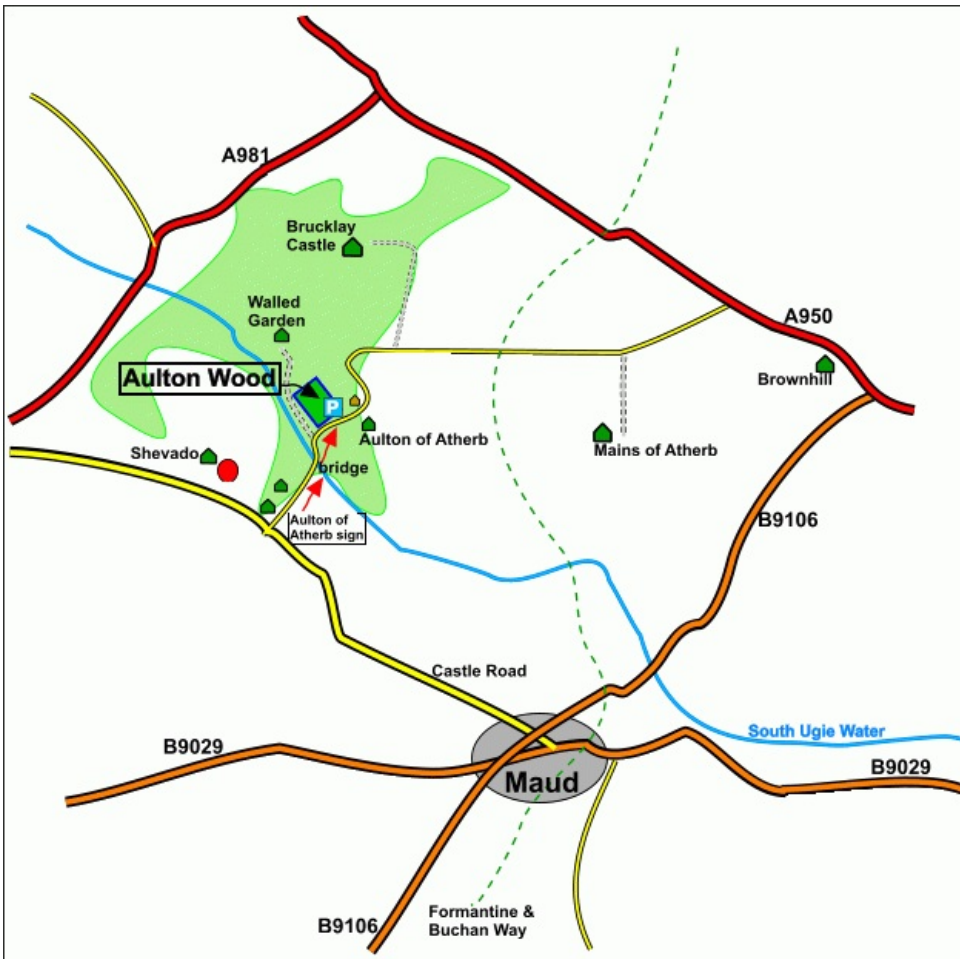 A981
Brucklay
Castle
Walled
Garden
A950
Aulton Wood
P
Brownhill
Aulton of Atherb
Mains of Atherb
Shevado
bridge
Aulton of
Atherb sign
B9106
Castle Road
South Ugie Water
B9029
B9029
Maud
Formantine &
Buchan Way
B9106